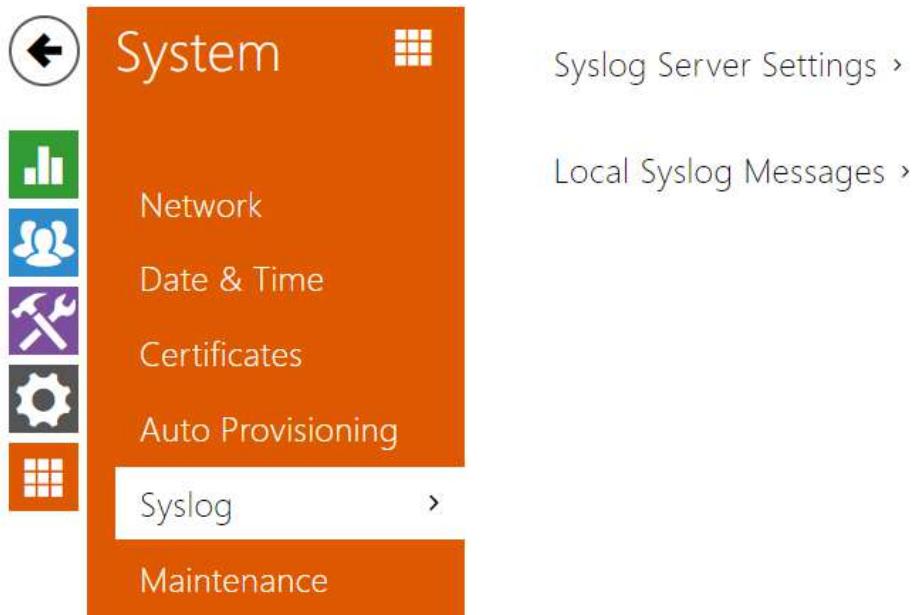 System
Network
Date & Time
Certificates
Auto Provisioning
Syslog
Maintenance
Syslog Server Settings
Local Syslog Messages